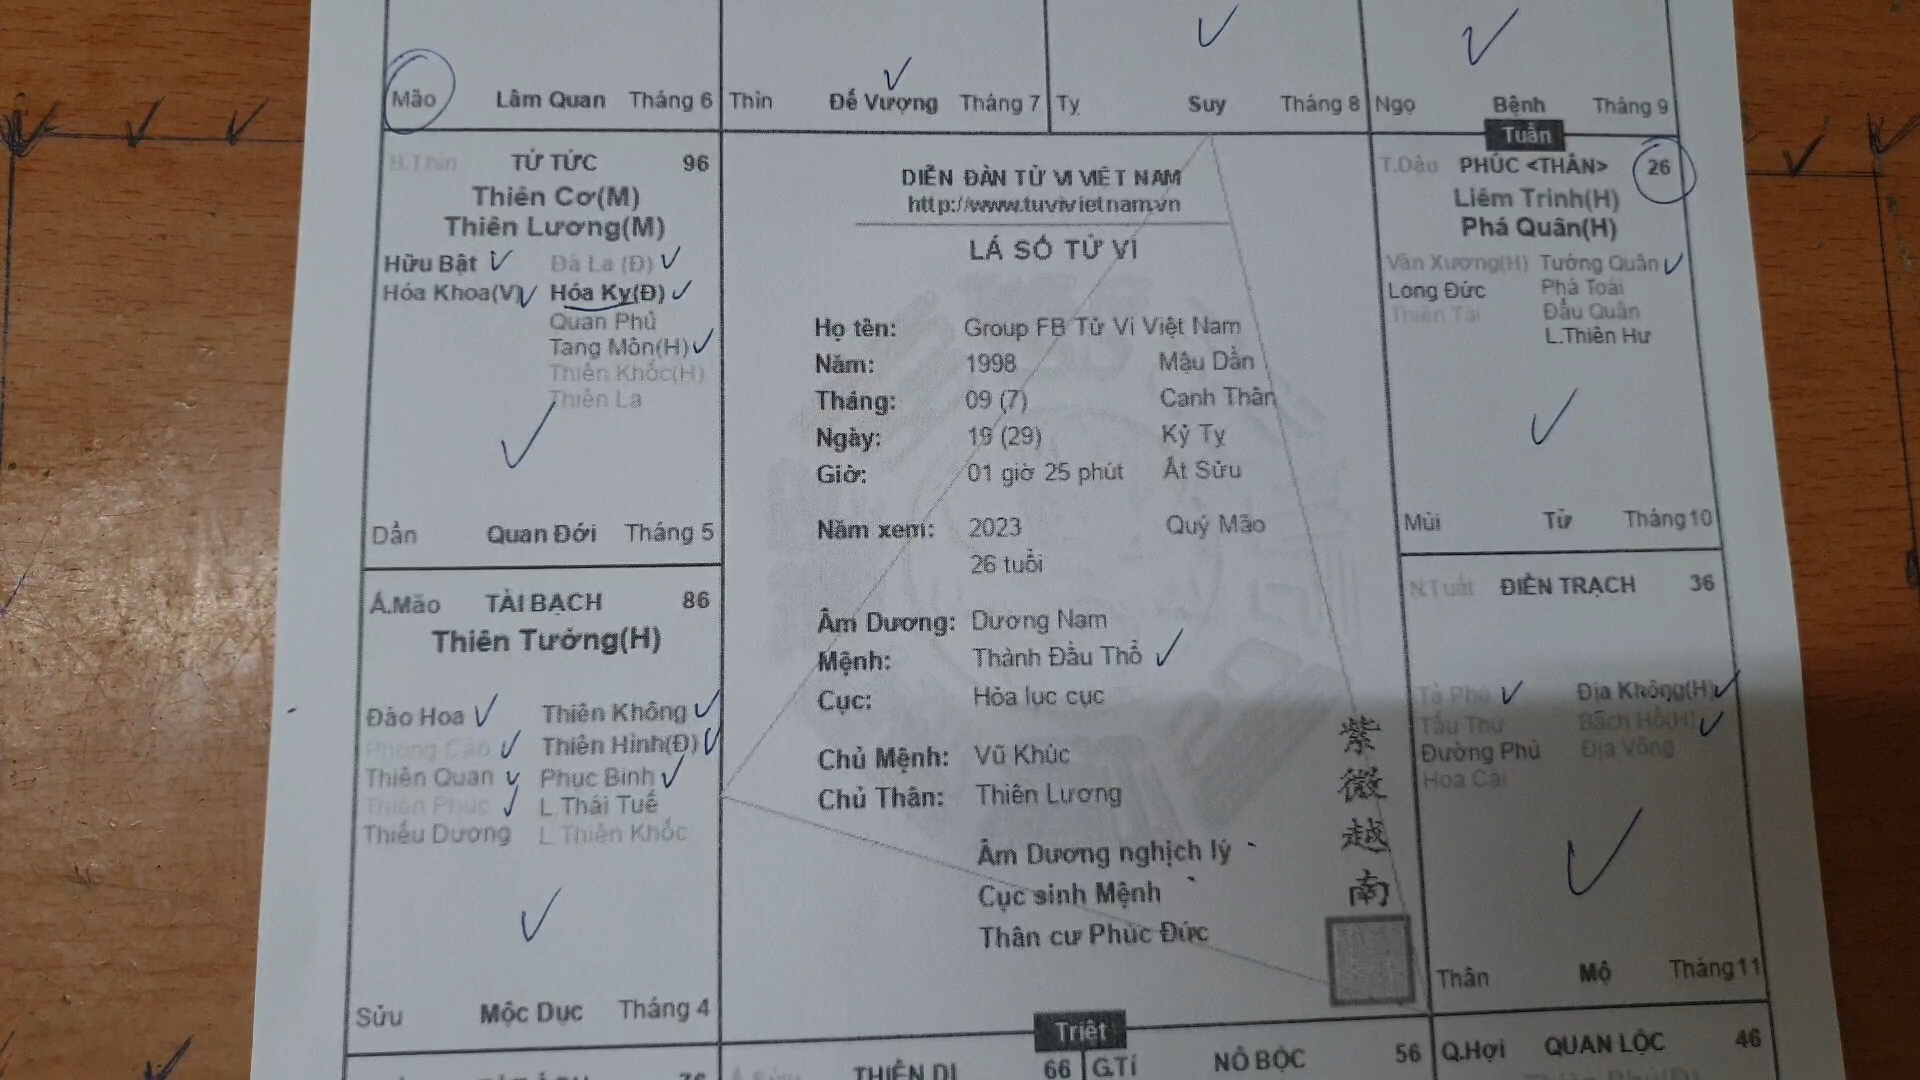 Mão Lâm Quan Tháng 6
Thìn Đế Vượng Tháng 7
Tỵ Suy Tháng 8
Ngọ Bệnh Tháng 9
B.Thìn TỬ TỨC 96
Thiên Cơ(M)
Thiên Lương(M)
Hữu Bật Đà La (Đ)
Hóa Khoa(V) Hóa Kỵ(Đ)
Quan Phủ
Tang Môn(H)
Thiên Khốc(H)
Thiên La
Dần Quan Đới Tháng 5
Á.Mão TÀI BẠCH 86
Thiên Tướng(H)
Đào Hoa Thiên Không
Phong Cáo Thiên Hình(Đ)
Thiên Quan Phục Binh
Thiên Phúc L.Thái Tuế
Thiếu Dương L.Thiên Khốc
Sửu Mộc Dục Tháng 4
DIỄN ĐÀN TỬ VI VIỆT NAM
http://www.tuvivietnam.vn
LÁ SỐ TỬ VI
Họ tên: Group FB Tử Vi Việt Nam
Năm: 1998 Mậu Dần
Tháng: 09 (7) Canh Thân
Ngày: 19 (29) Kỷ Tỵ
Giờ: 01 giờ 25 phút Ất Sửu
Năm xem: 2023 Quý Mão
26 tuổi
Âm Dương: Dương Nam
Mệnh: Thành Đầu Thổ
Cục: Hỏa lục cục
Chủ Mệnh: Vũ Khúc
Chủ Thân: Thiên Lương
Âm Dương nghịch lý
Cục sinh Mệnh
Thân cư Phúc Đức
紫
微
越
南
Tuần
T.Dậu PHÚC <THÂN> 26
Liêm Trinh(H)
Phá Quân(H)
Văn Xương(H) Tướng Quân
Long Đức Phá Toái
Thiên Tài Đẩu Quân
L.Thiên Hư
Mùi Tử Tháng 10
N.Tuất ĐIỀN TRẠCH 36
Tả Phù Địa Không(H)
Tấu Thư Bạch Hổ(H)
Đường Phù Địa Võng
Hoa Cái
Thân Mộ Tháng 11
Triệt
THIÊN DI 66
G.Tí NÔ BỘC 56
Q.Hợi QUAN LỘC 46